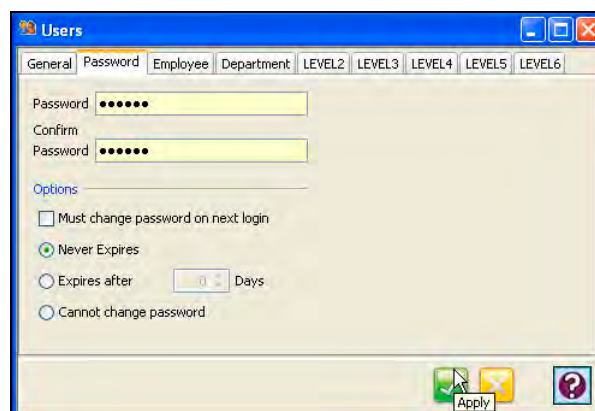 Users
General Password Employee Department LEVEL2 LEVEL3 LEVEL4 LEVEL5 LEVEL6
Password ●●●●●●
Confirm
Password ●●●●●●
Options
Must change password on next login
Never Expires
Expires after 0 Days
Cannot change password
?
Apply